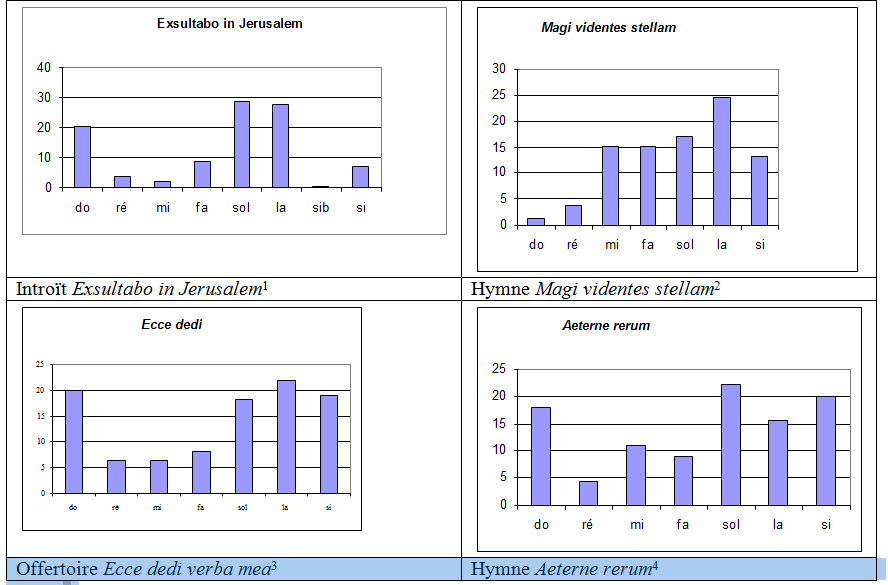 Exsultabo in Jerusalem
40
30
20
10
0
do ré mi fa sol la sib si
Magi videntes stellam
30
25
20
15
10
5
0
do ré mi fa sol la si
Introït Exsultabo in Jerusalem1
Hymne Magi videntes stellam2
Ecce dedi
25
20
15
10
5
0
do ré mi fa sol la si
Aeterne rerum
25
20
15
10
5
0
do ré mi fa sol la si
Offertoire Ecce dedi verba mea3
Hymne Aeterne rerum4